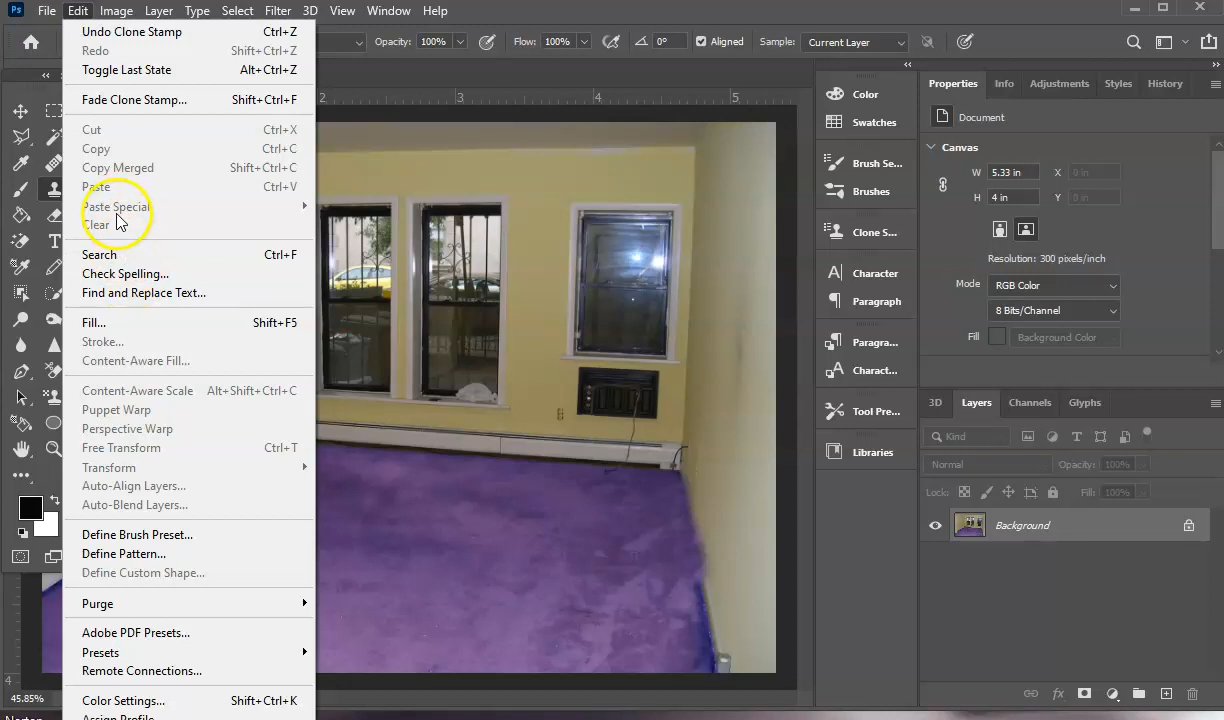 Ps File Edit Image Layer Type Select Filter 3D View Window Help
Opacity: 100% Flow: 100% 0° Aligned Sample: Current Layer
Undo Clone Stamp Ctrl+Z
Redo Shift+Ctrl+Z
Toggle Last State Alt+Ctrl+Z
Fade Clone Stamp... Shift+Ctrl+F
Cut Ctrl+X
Copy Ctrl+C
Copy Merged Shift+Ctrl+C
Paste Ctrl+V
Paste Special
Clear
Search Ctrl+F
Check Spelling...
Find and Replace Text...
Fill... Shift+F5
Stroke...
Content-Aware Fill...
Content-Aware Scale Alt+Shift+Ctrl+C
Puppet Warp
Perspective Warp
Free Transform Ctrl+T
Transform
Auto-Align Layers...
Auto-Blend Layers...
Define Brush Preset...
Define Pattern...
Define Custom Shape...
Purge
Adobe PDF Presets...
Presets
Remote Connections...
Color Settings... Shift+Ctrl+K
Assign Profile
2 3 4 5
4
45.85%
Color
Swatches
Brush Se...
Brushes
Clone S...
Character
Paragraph
Paragra...
Charact...
Tool Pre...
Libraries
Properties Info Adjustments Styles History
Document
Canvas
W 5.33 in X 0 in
H 4 in Y 0 in
Resolution: 300 pixels/inch
Mode RGB Color
8 Bits/Channel
Fill Background Color
3D Layers Channels Glyphs
Kind
Normal Opacity: 100%
Lock: Fill: 100%
Background
fx
Norton